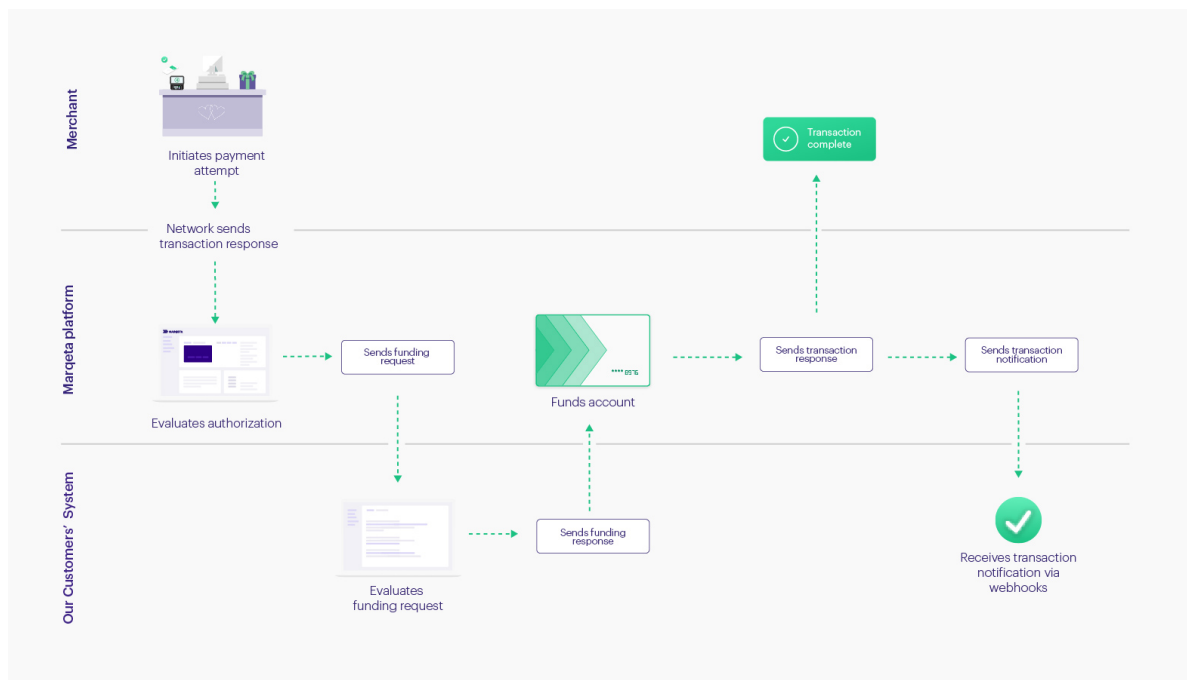 Merchant
Initiates payment
attempt
Transaction
complete
Network sends
transaction response
Marqeta platform
MARQETA
Evaluates authorization
Sends funding
request
Funds account
Sends transaction
response
Sends transaction
notification
Our Customers' System
Evaluates
funding request
Sends funding
response
Receives transaction
notification via
webhooks